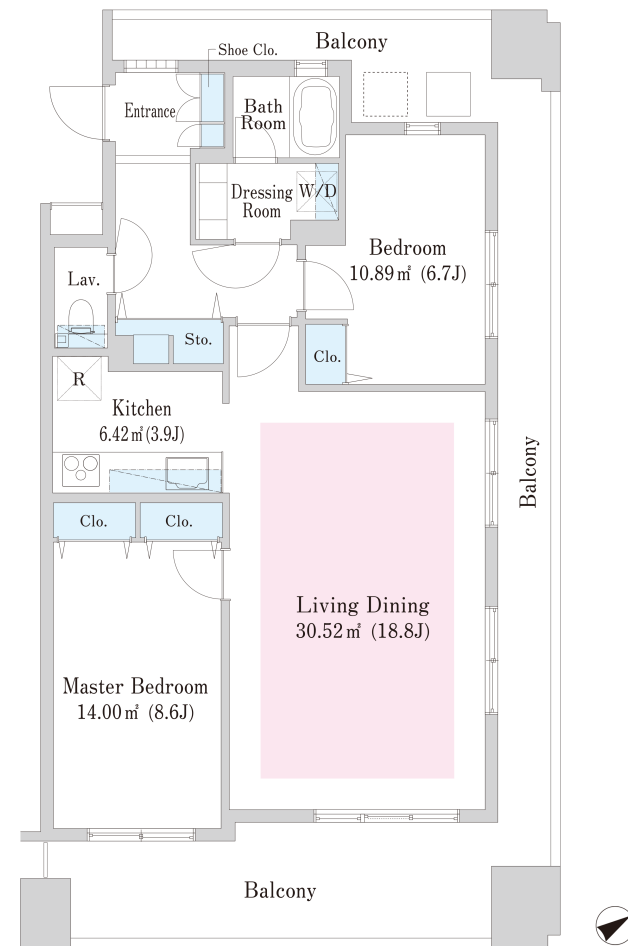 Balcony
Shoe Clo.
Entrance
Bath
Room
Dressing
Room
W/D
Bedroom
10.89㎡ (6.7J)
Lav.
Sto.
Clo.
R
Kitchen
6.42㎡(3.9J)
Balcony
Clo.
Clo.
Living Dining
30.52㎡ (18.8J)
Master Bedroom
14.00㎡ (8.6J)
Balcony